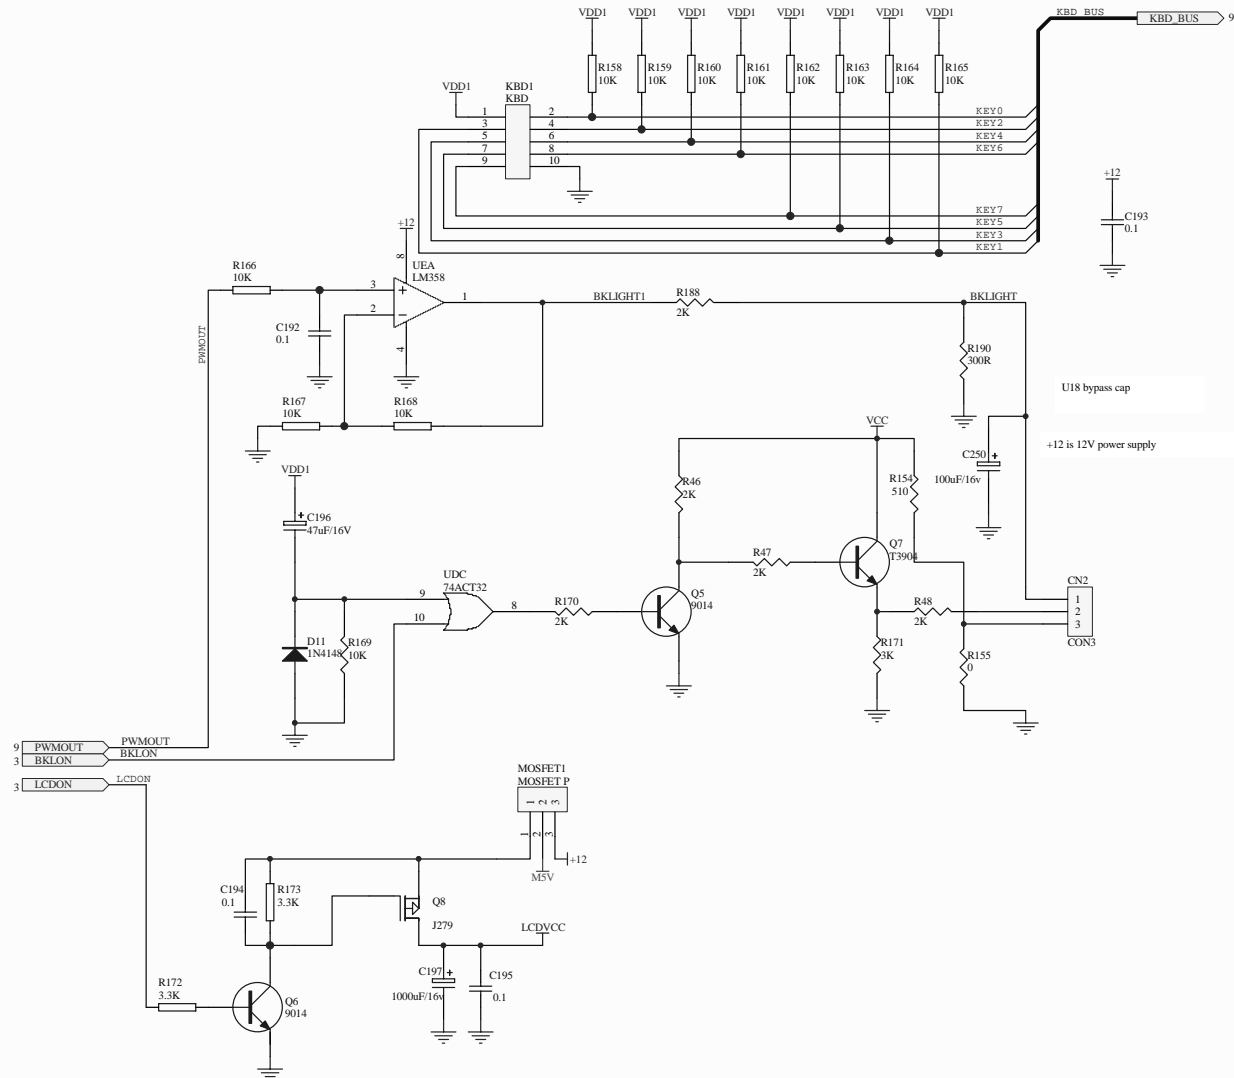 VDD1 VDD1 VDD1 VDD1 VDD1 VDD1 VDD1 VDD1
KBD_BUS
KBD_BUS 9
R158 R159 R160 R161 R162 R163 R164 R165
10K 10K 10K 10K 10K 10K 10K 10K
VDD1
KBD1
KBD
1 2 KEY0
3 4 KEY2
5 6 KEY4
7 8 KEY6
9 10
+12
C193
0.1
KEY7
KEY5
KEY3
KEY1
+12
8
UEA
LM358
R166
10K
3
+
2
−
1
4
C192
0.1
PWMOUT
BKLIGHT1
R188
2K
BKLIGHT
R190
300R
U18 bypass cap
R167
10K
R168
10K
VCC
+12 is 12V power supply
C250
+
100uF/16v
VDD1
+
C196
47uF/16V
R46
2K
R154
510
Q7
T3904
R47
2K
UDC
74ACT32
9
10
8
R170
2K
Q5
9014
R48
2K
CN2
1
2
3
CON3
D11
1N4148
R169
10K
R171
3K
R155
0
9 PWMOUT PWMOUT
3 BKLON BKLON
3 LCDON LCDON
MOSFET1
MOSFET P
1 2 3
1 2 3
+12
M5V
C194
0.1
R173
3.3K
Q8
J279
LCDVCC
C197
+
1000uF/16v
C195
0.1
R172
3.3K
Q6
9014